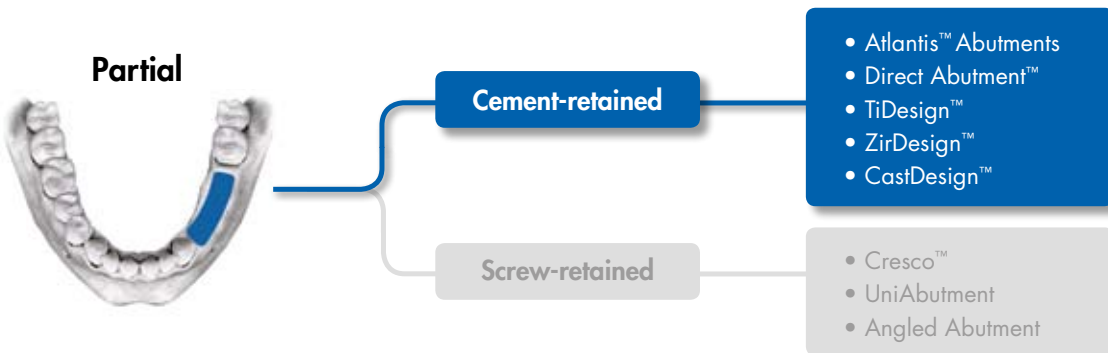 Partial
Cement-retained
• Atlantis™ Abutments
• Direct Abutment™
• TiDesign™
• ZirDesign™
• CastDesign™
Screw-retained
• Cresco™
• UniAbutment
• Angled Abutment